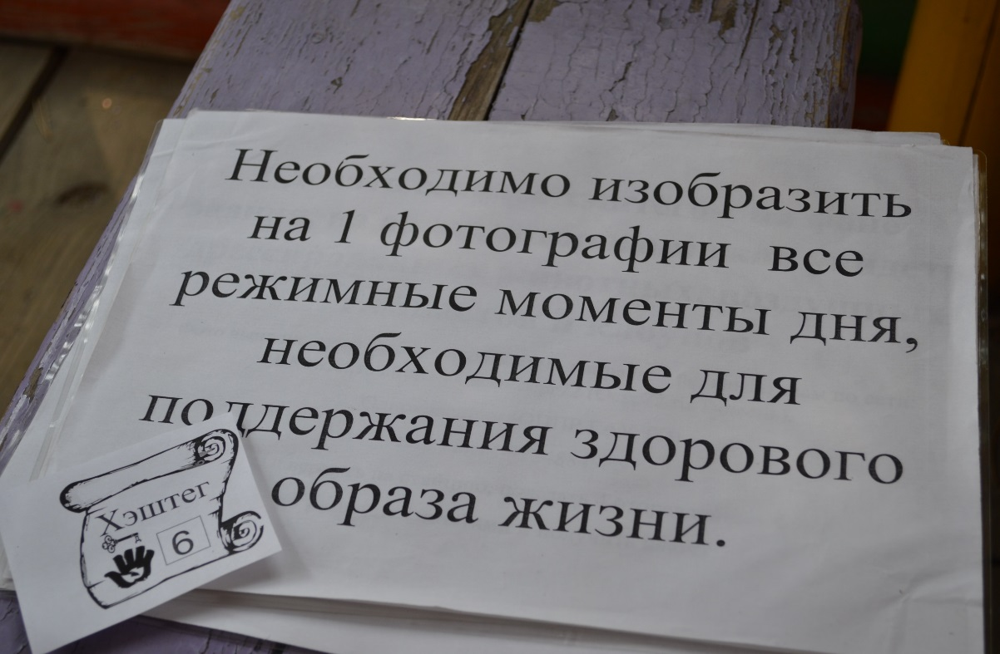 Необходимо изобразить
на 1 фотографии все
режимные моменты дня,
необходимые для
поддержания здорового
образа жизни.
Хэштег
6